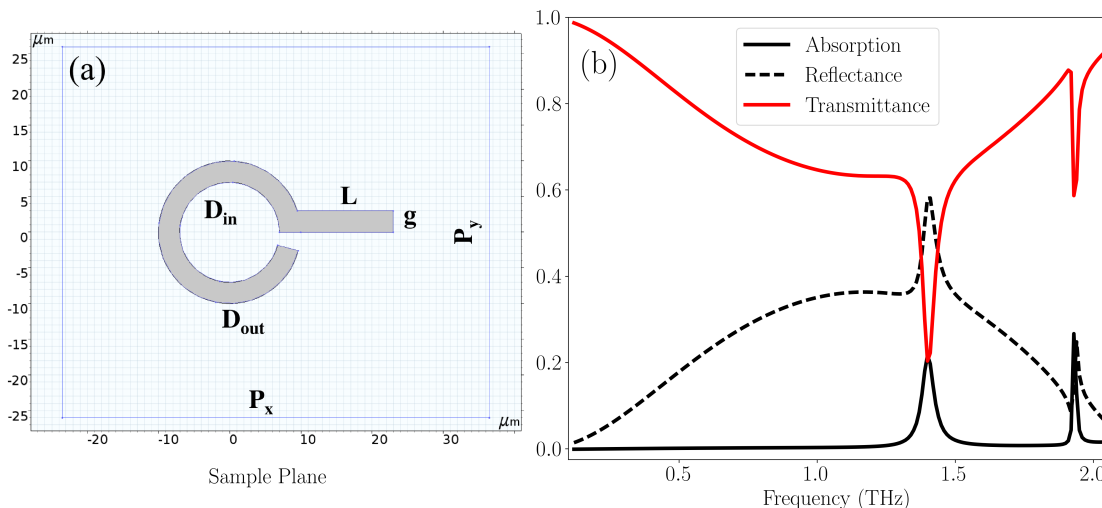 μm
(a)
25
20
15
10
5
0
-5
-10
-15
-20
-25
D_in
L
g
P_y
D_out
P_x
μm
-20 -10 0 10 20 30
Sample Plane
(b)
Absorption
Reflectance
Transmittance
1.0
0.8
0.6
0.4
0.2
0.0
0.5 1.0 1.5 2.0
Frequency (THz)